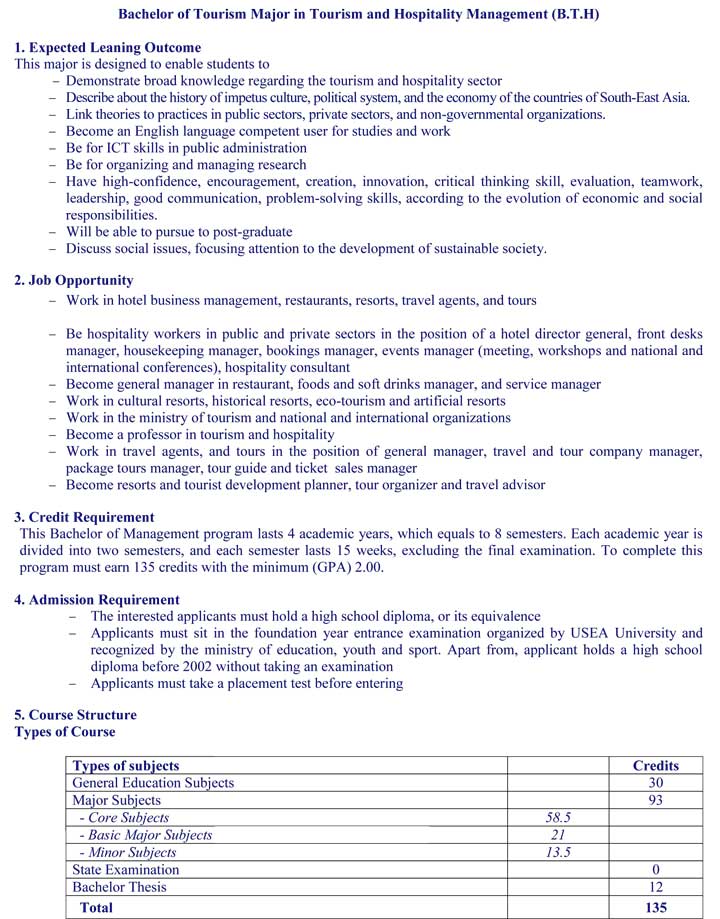 Bachelor of Tourism Major in Tourism and Hospitality Management (B.T.H)
1. Expected Leaning Outcome
This major is designed to enable students to
– Demonstrate broad knowledge regarding the tourism and hospitality sector
– Describe about the history of impetus culture, political system, and the economy of the countries of South-East Asia.
– Link theories to practices in public sectors, private sectors, and non-governmental organizations.
– Become an English language competent user for studies and work
– Be for ICT skills in public administration
– Be for organizing and managing research
– Have high-confidence, encouragement, creation, innovation, critical thinking skill, evaluation, teamwork,
leadership, good communication, problem-solving skills, according to the evolution of economic and social
responsibilities.
– Will be able to pursue to post-graduate
– Discuss social issues, focusing attention to the development of sustainable society.
2. Job Opportunity
– Work in hotel business management, restaurants, resorts, travel agents, and tours
– Be hospitality workers in public and private sectors in the position of a hotel director general, front desks
manager, housekeeping manager, bookings manager, events manager (meeting, workshops and national and
international conferences), hospitality consultant
– Become general manager in restaurant, foods and soft drinks manager, and service manager
– Work in cultural resorts, historical resorts, eco-tourism and artificial resorts
– Work in the ministry of tourism and national and international organizations
– Become a professor in tourism and hospitality
– Work in travel agents, and tours in the position of general manager, travel and tour company manager,
package tours manager, tour guide and ticket sales manager
– Become resorts and tourist development planner, tour organizer and travel advisor
3. Credit Requirement
This Bachelor of Management program lasts 4 academic years, which equals to 8 semesters. Each academic year is
divided into two semesters, and each semester lasts 15 weeks, excluding the final examination. To complete this
program must earn 135 credits with the minimum (GPA) 2.00.
4. Admission Requirement
– The interested applicants must hold a high school diploma, or its equivalence
– Applicants must sit in the foundation year entrance examination organized by USEA University and
recognized by the ministry of education, youth and sport. Apart from, applicant holds a high school
diploma before 2002 without taking an examination
– Applicants must take a placement test before entering
5. Course Structure
Types of Course
Types of subjects Credits
General Education Subjects 30
Major Subjects 93
- Core Subjects 58.5
- Basic Major Subjects 21
- Minor Subjects 13.5
State Examination 0
Bachelor Thesis 12
Total 135